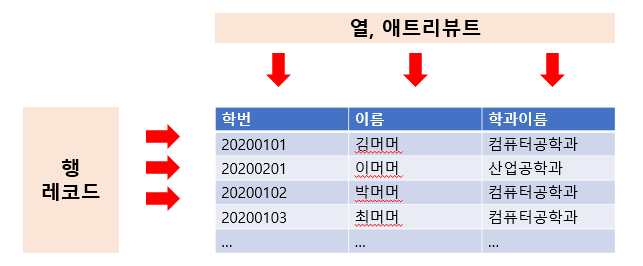 열, 애트리뷰트
행
레코드
학번 이름 학과이름
20200101 김머머 컴퓨터공학과
20200201 이머머 산업공학과
20200102 박머머 컴퓨터공학과
20200103 최머머 컴퓨터공학과
... ... ...